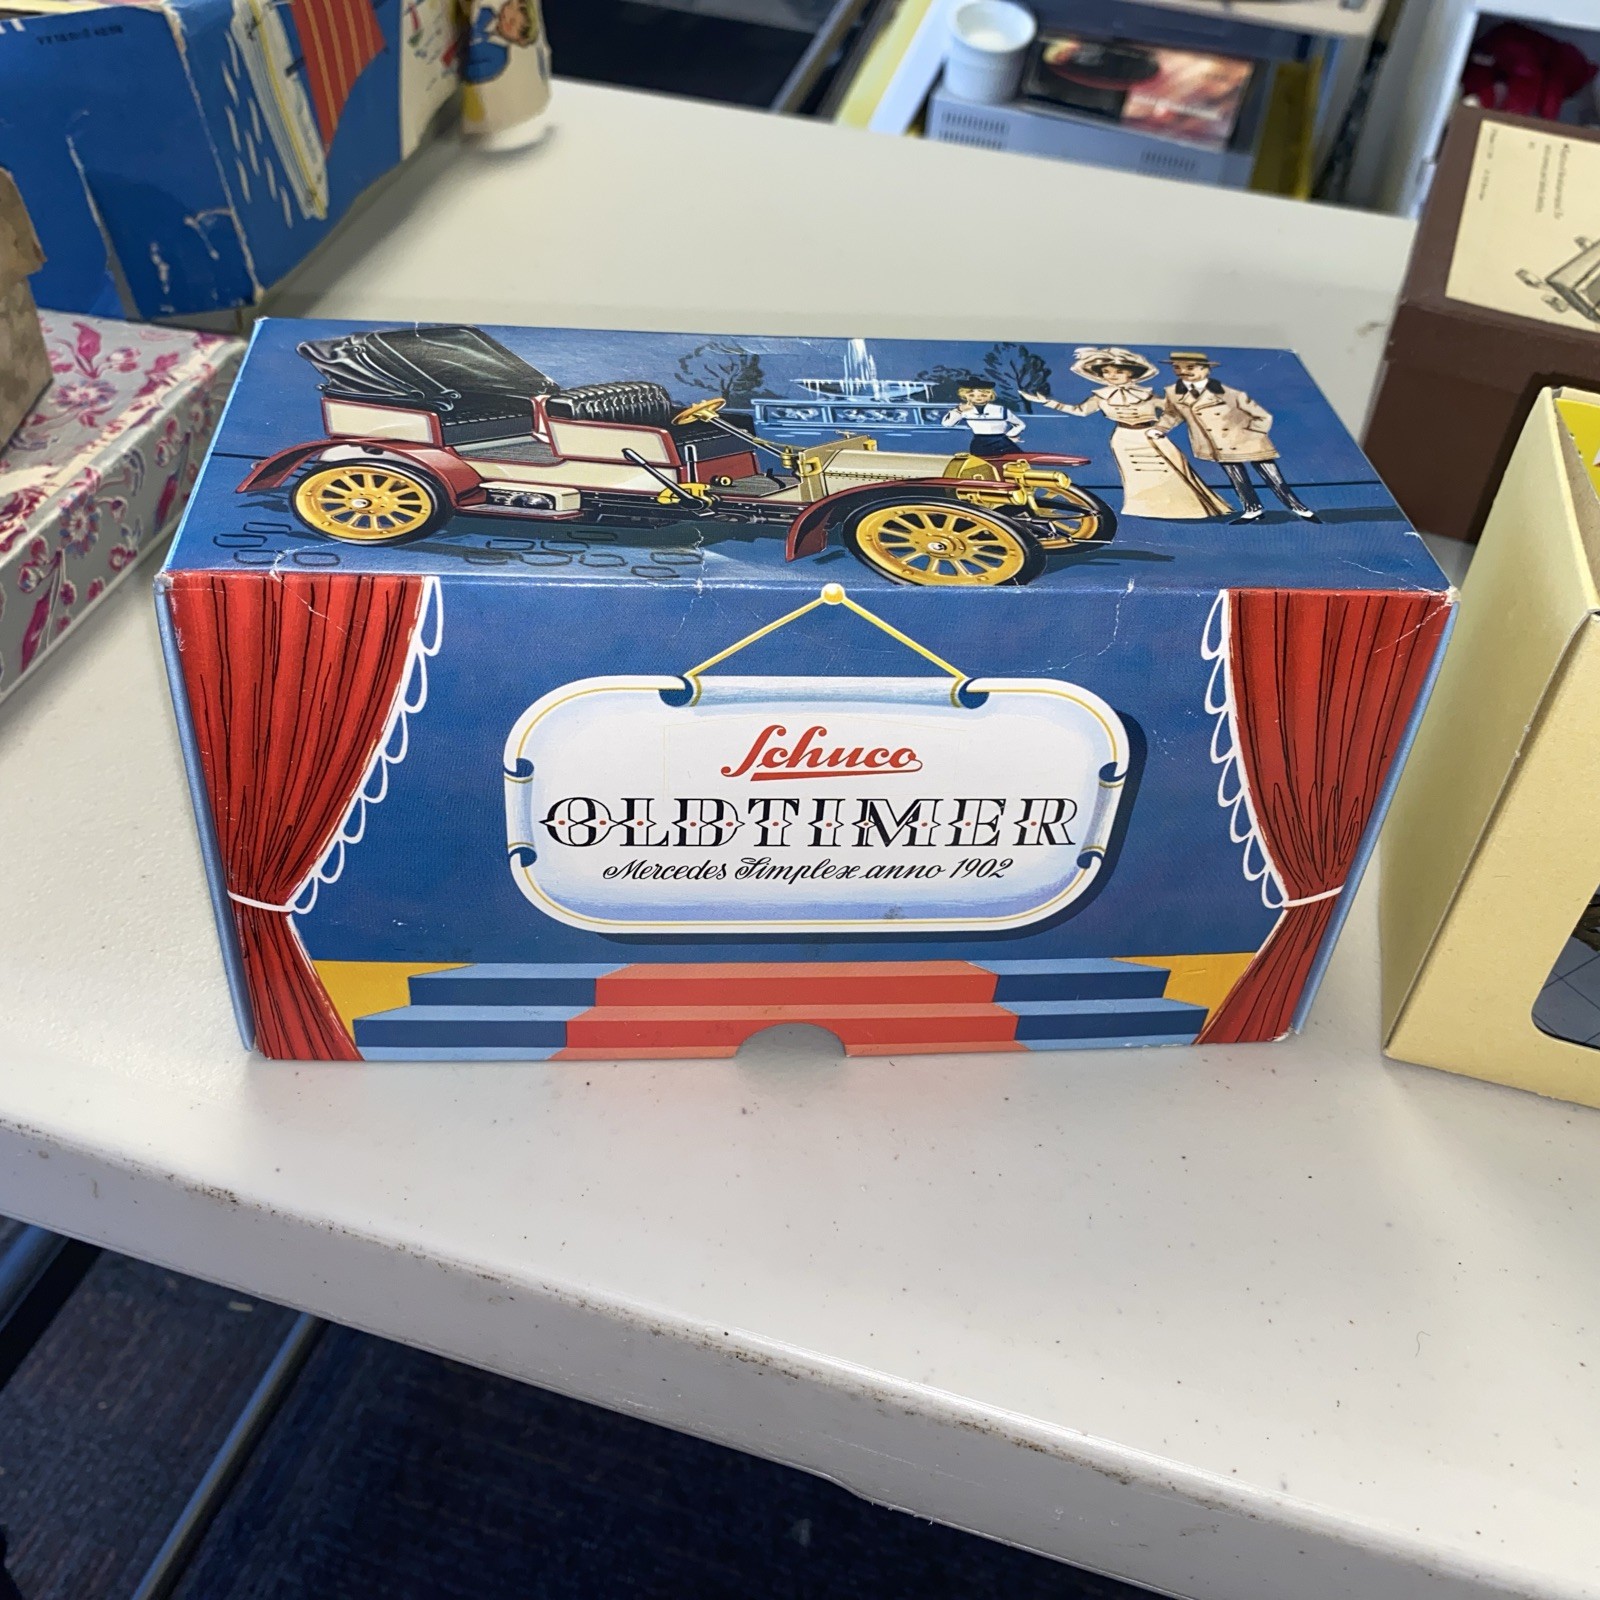 Schuco
OLDTIMER
Mercedes Simplex anno 1902